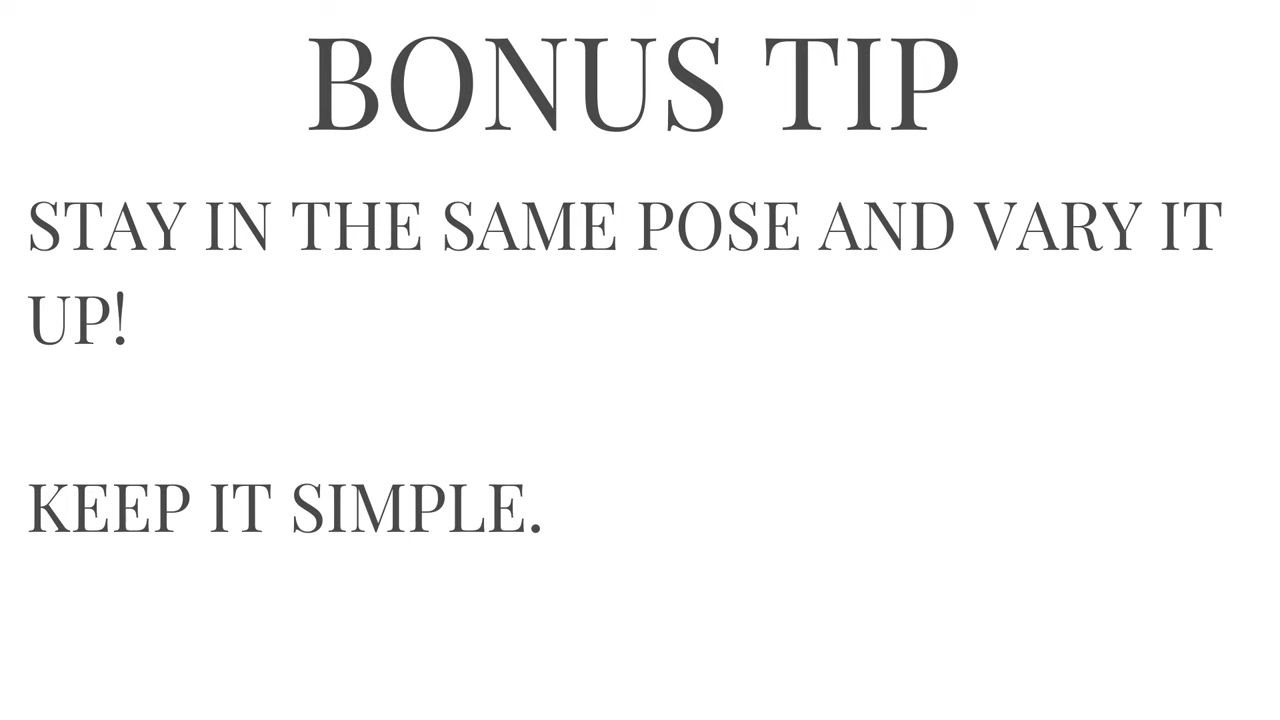 BONUS TIP
STAY IN THE SAME POSE AND VARY IT
UP!
KEEP IT SIMPLE.